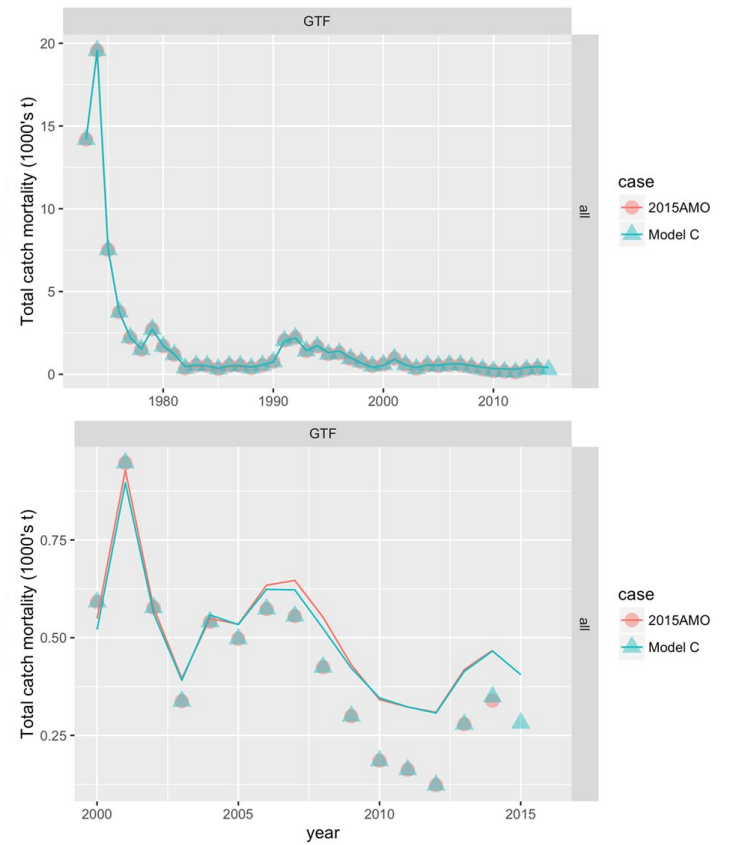 GTF
20
15
10
5
0
Total catch mortality (1000's t)
all
1980
1990
2000
2010
case
2015AMO
Model C
GTF
0.75
0.50
0.25
Total catch mortality (1000's t)
all
2000
2005
2010
2015
year
case
2015AMO
Model C